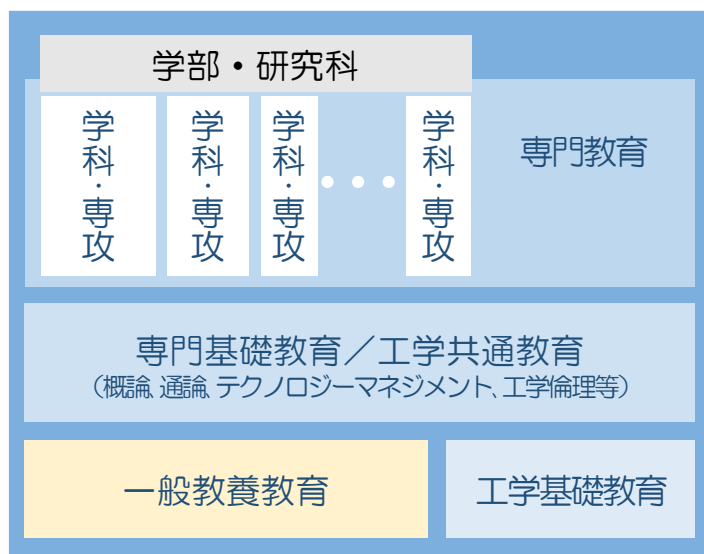 学部・研究科
学科・専攻
学科・専攻
学科・専攻
・・・
学科・専攻
専門教育
専門基礎教育／工学共通教育
（概論、通論、テクノロジーマネジメント、工学倫理等）
一般教養教育
工学基礎教育